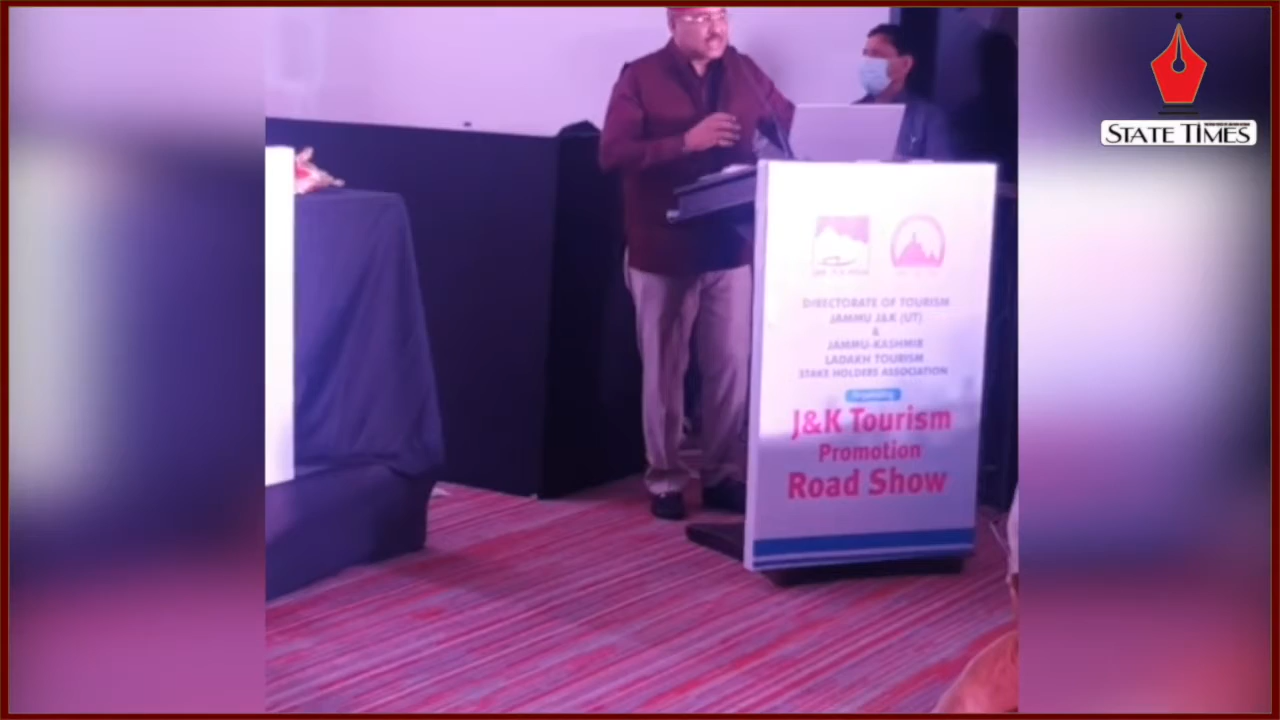 STATE TIMES
DIRECTORATE OF TOURISM
JAMMU J&K (UT)
&
JAMMU-KASHMIR
LADAKH TOURISM
STAKE HOLDERS ASSOCIATION
J&K Tourism
Promotion
Road Show